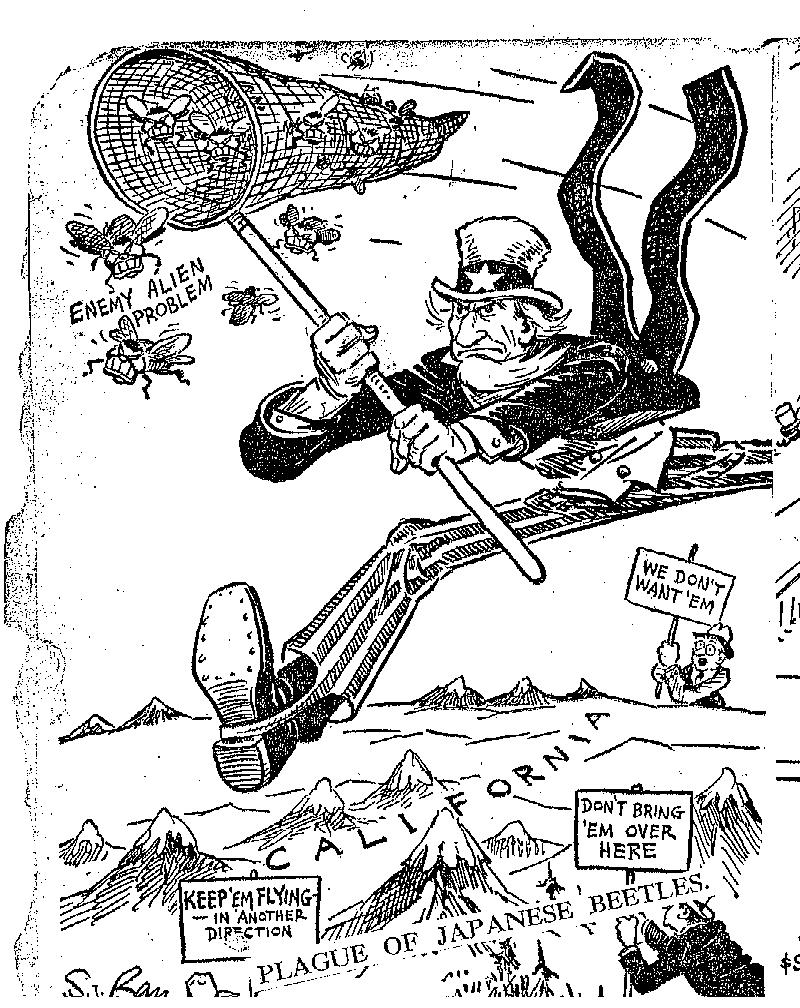 ENEMY ALIEN
PROBLEM
WE DON'T
WANT 'EM
CALIFORNIA
DON'T BRING
'EM OVER
HERE
KEEP 'EM FLYING-
- IN ANOTHER
DIRECTION
PLAGUE OF JAPANESE BEETLES.